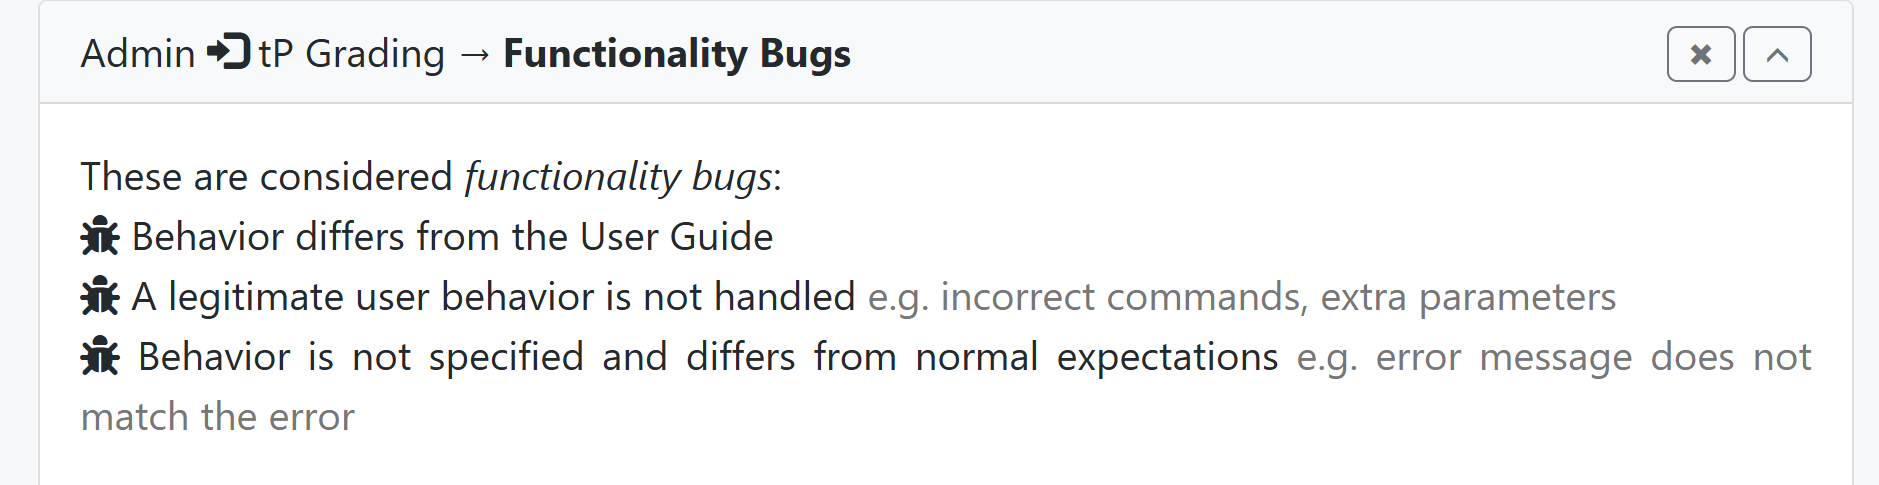 Admin tP Grading → Functionality Bugs
These are considered functionality bugs:
Behavior differs from the User Guide
A legitimate user behavior is not handled e.g. incorrect commands, extra parameters
Behavior is not specified and differs from normal expectations e.g. error message does not
match the error